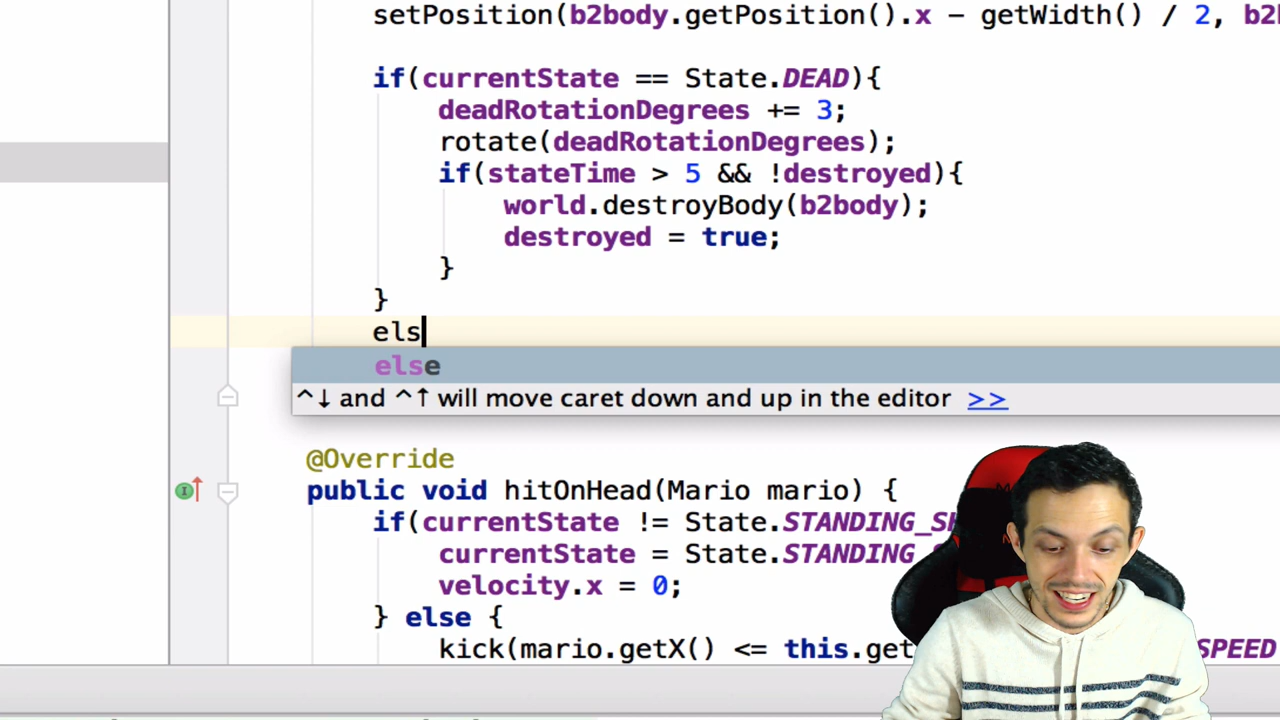 setPosition(b2body.getPosition().x – getWidth() / 2, b2
if(currentState == State.DEAD){
deadRotationDegrees += 3;
rotate(deadRotationDegrees);
if(stateTime > 5 && !destroyed){
world.destroyBody(b2body);
destroyed = true;
}
}
els
else
^↓ and ^↑ will move caret down and up in the editor >>
@Override
public void hitOnHead(Mario mario) {
if(currentState != State.STANDING_S
currentState = State.STANDING_
velocity.x = 0;
} else {
kick(mario.getX() <= this.get SPEED